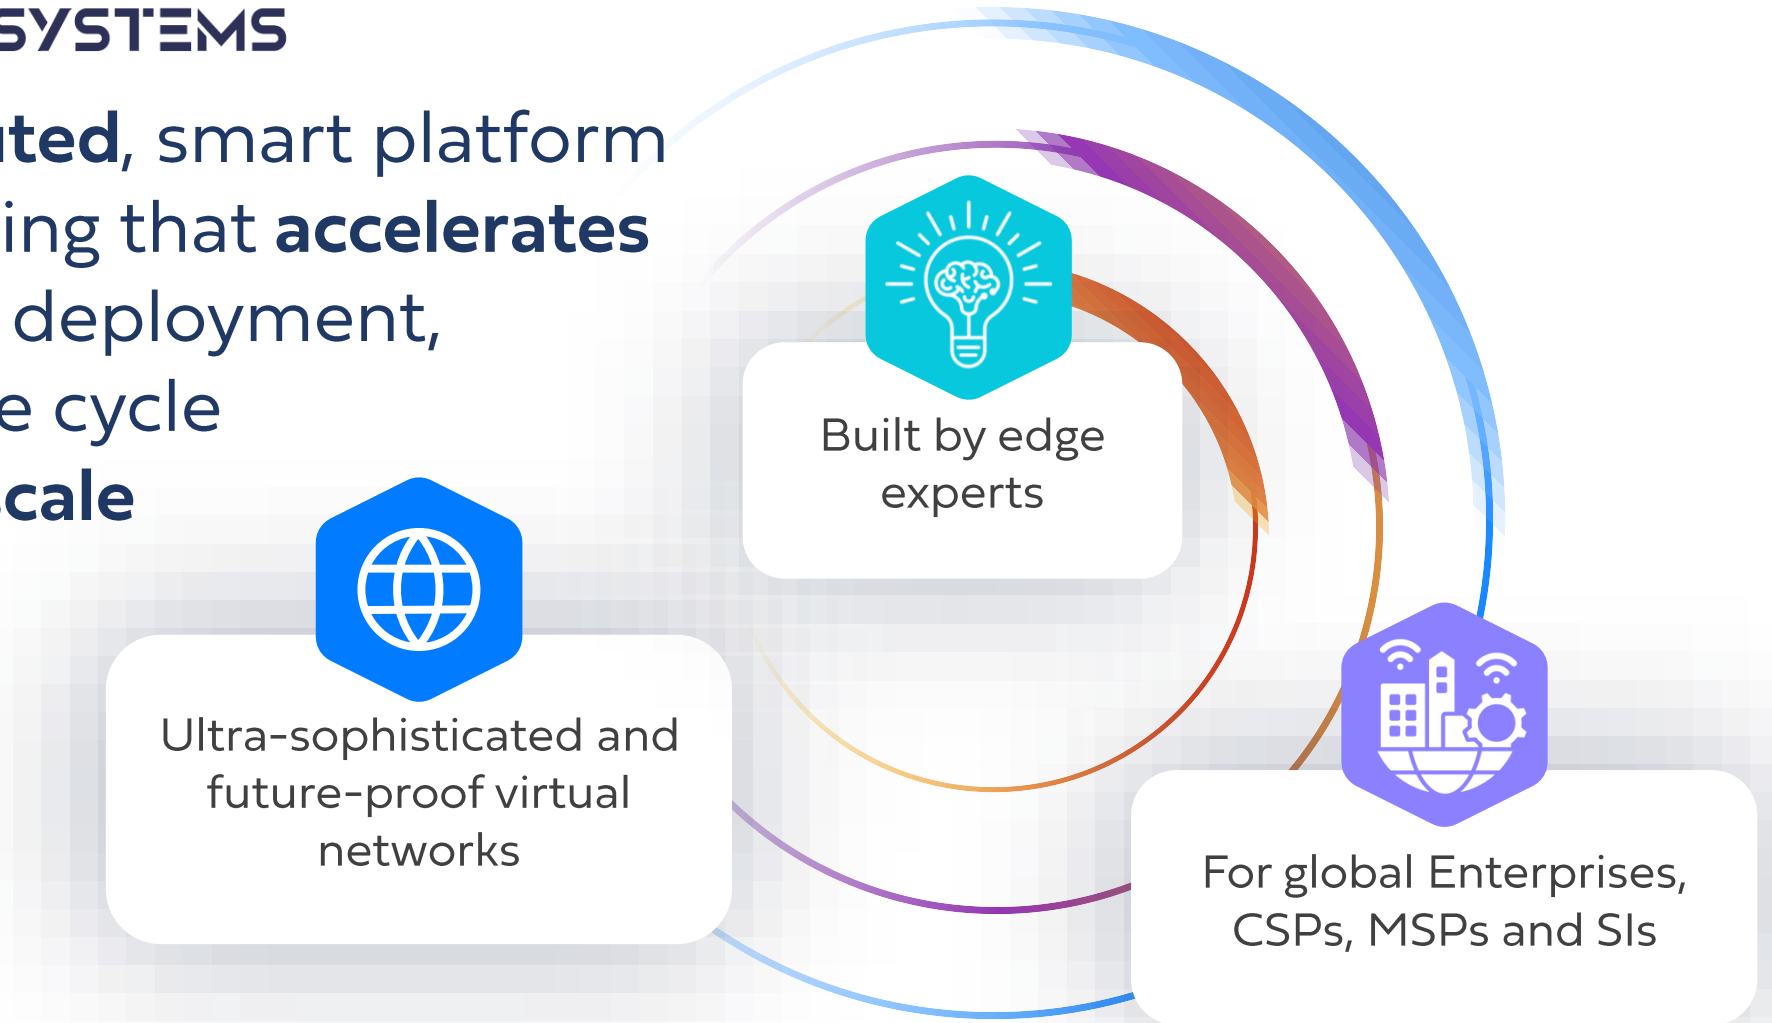 SYSTEMS
ted, smart platform
ing that accelerates
deployment,
e cycle
scale
Built by edge
experts
Ultra-sophisticated and
future-proof virtual
networks
For global Enterprises,
CSPs, MSPs and SIs